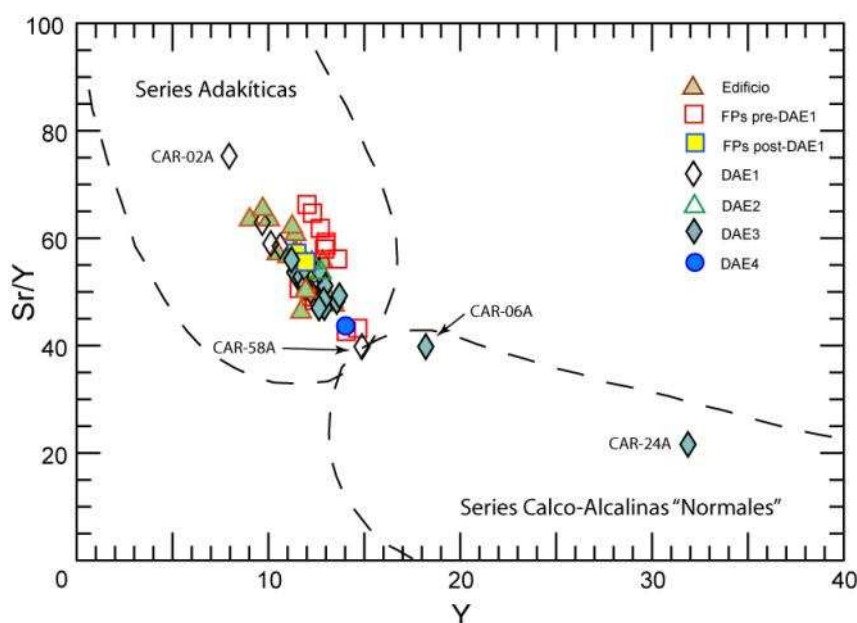 100
80
60
40
20
0
Sr/Y
0
10
20
30
40
Y
Series Adakíticas
CAR-02A
Edificio
FPs pre-DAE1
FPs post-DAE1
DAE1
DAE2
DAE3
DAE4
CAR-58A
CAR-06A
CAR-24A
Series Calco-Alcalinas “Normales”